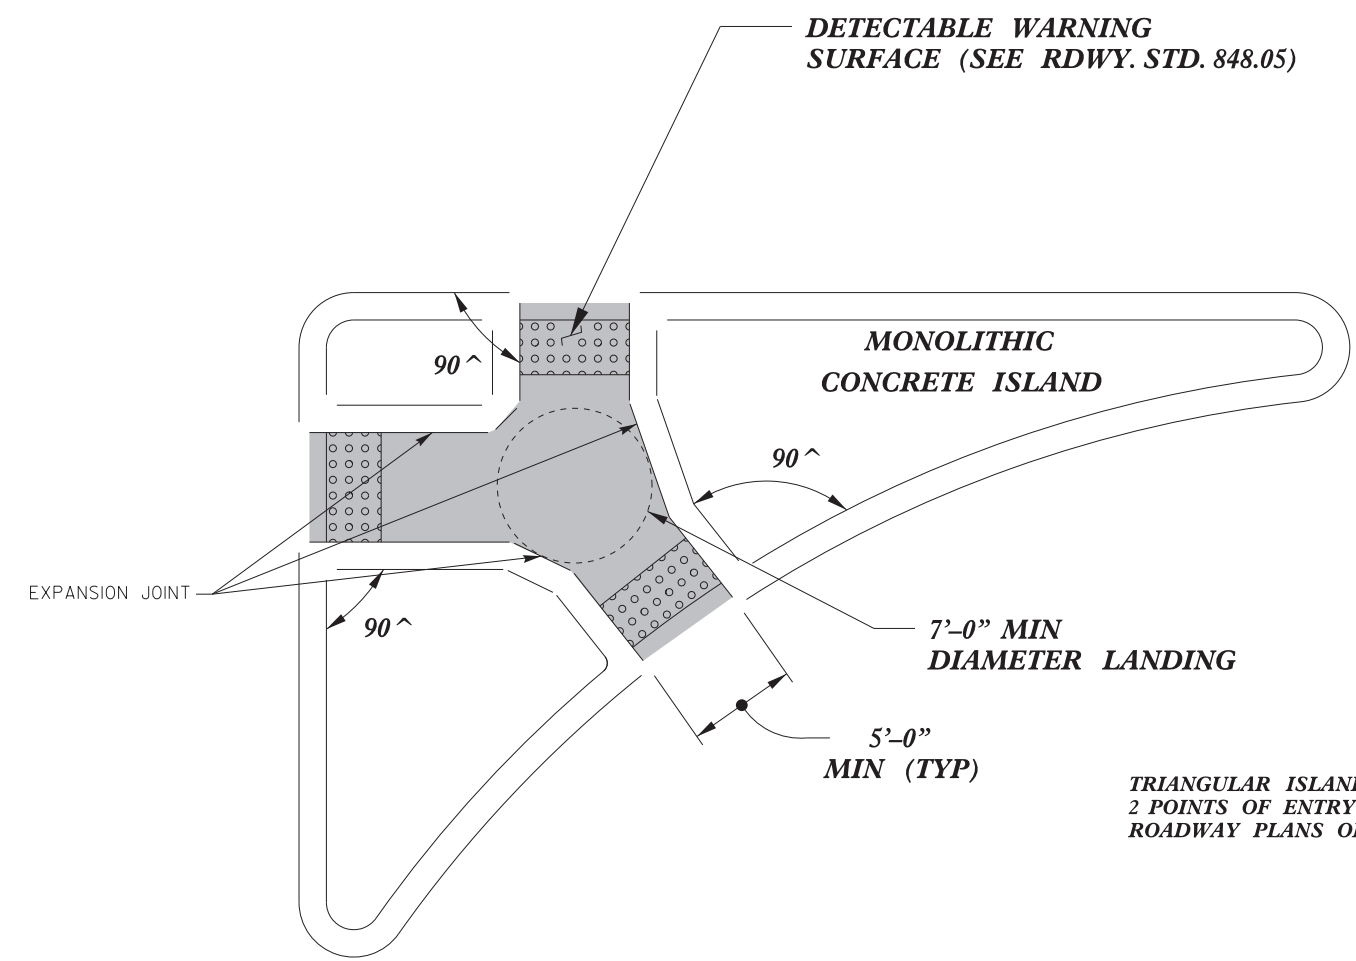 DETECTABLE WARNING
SURFACE (SEE RDWY. STD. 848.05)
MONOLITHIC
CONCRETE ISLAND
90^
90^
EXPANSION JOINT
90^
7’–0” MIN
DIAMETER LANDING
5’–0”
MIN (TYP)
TRIANGULAR
2 POINTS OF ENTRY
ROADWAY PLANS